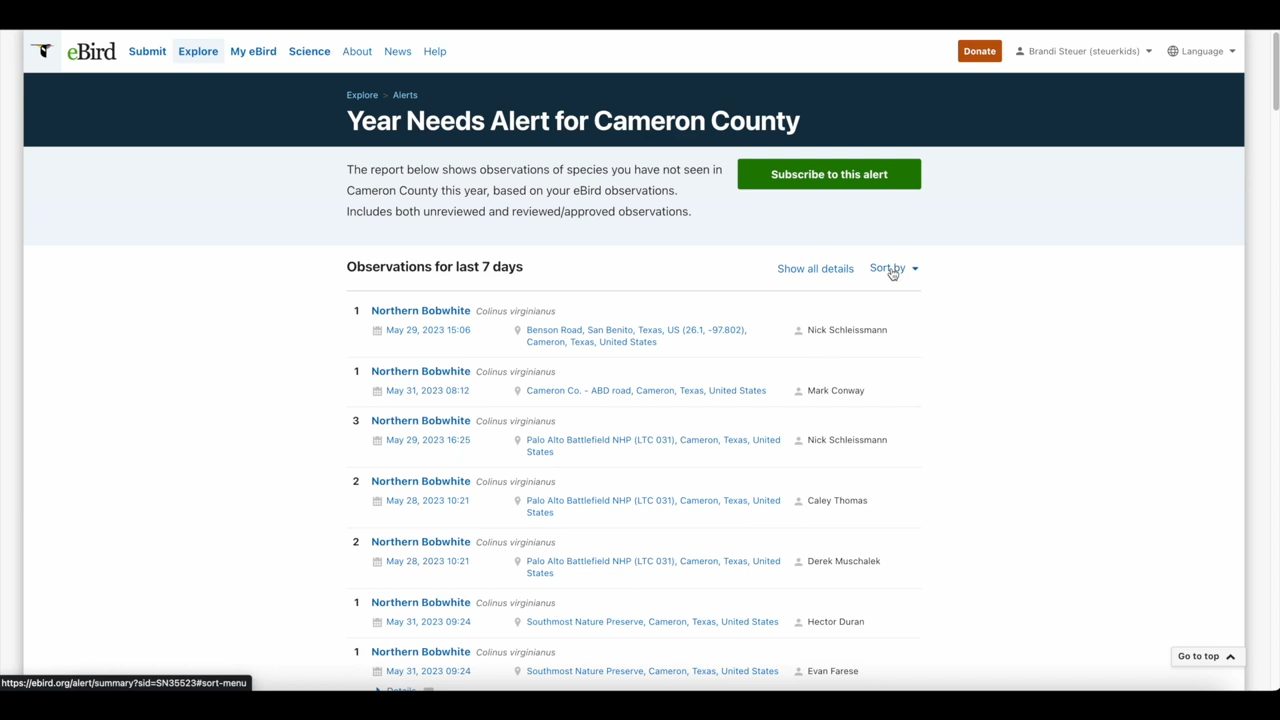 eBird Submit Explore My eBird Science About News Help Donate Brandi Steuer (steuerkids) Language
Explore > Alerts
Year Needs Alert for Cameron County
The report below shows observations of species you have not seen in
Cameron County this year, based on your eBird observations.
Includes both unreviewed and reviewed/approved observations.
Subscribe to this alert
Observations for last 7 days Show all details Sort by
1 Northern Bobwhite Colinus virginianus
May 29, 2023 15:06 Benson Road, San Benito, Texas, US (26.1, -97.802), Nick Schleissmann
Cameron, Texas, United States
1 Northern Bobwhite Colinus virginianus
May 31, 2023 08:12 Cameron Co. - ABD road, Cameron, Texas, United States Mark Conway
3 Northern Bobwhite Colinus virginianus
May 29, 2023 16:25 Palo Alto Battlefield NHP (LTC 031), Cameron, Texas, United Nick Schleissmann
States
2 Northern Bobwhite Colinus virginianus
May 28, 2023 10:21 Palo Alto Battlefield NHP (LTC 031), Cameron, Texas, United Caley Thomas
States
2 Northern Bobwhite Colinus virginianus
May 28, 2023 10:21 Palo Alto Battlefield NHP (LTC 031), Cameron, Texas, United Derek Muschalek
States
1 Northern Bobwhite Colinus virginianus
May 31, 2023 09:24 Southmost Nature Preserve, Cameron, Texas, United States Hector Duran
1 Northern Bobwhite Colinus virginianus
May 31, 2023 09:24 Southmost Nature Preserve, Cameron, Texas, United States Evan Farese
Details
Go to top
https://ebird.org/alert/summary?sid=SN35523#sort-menu